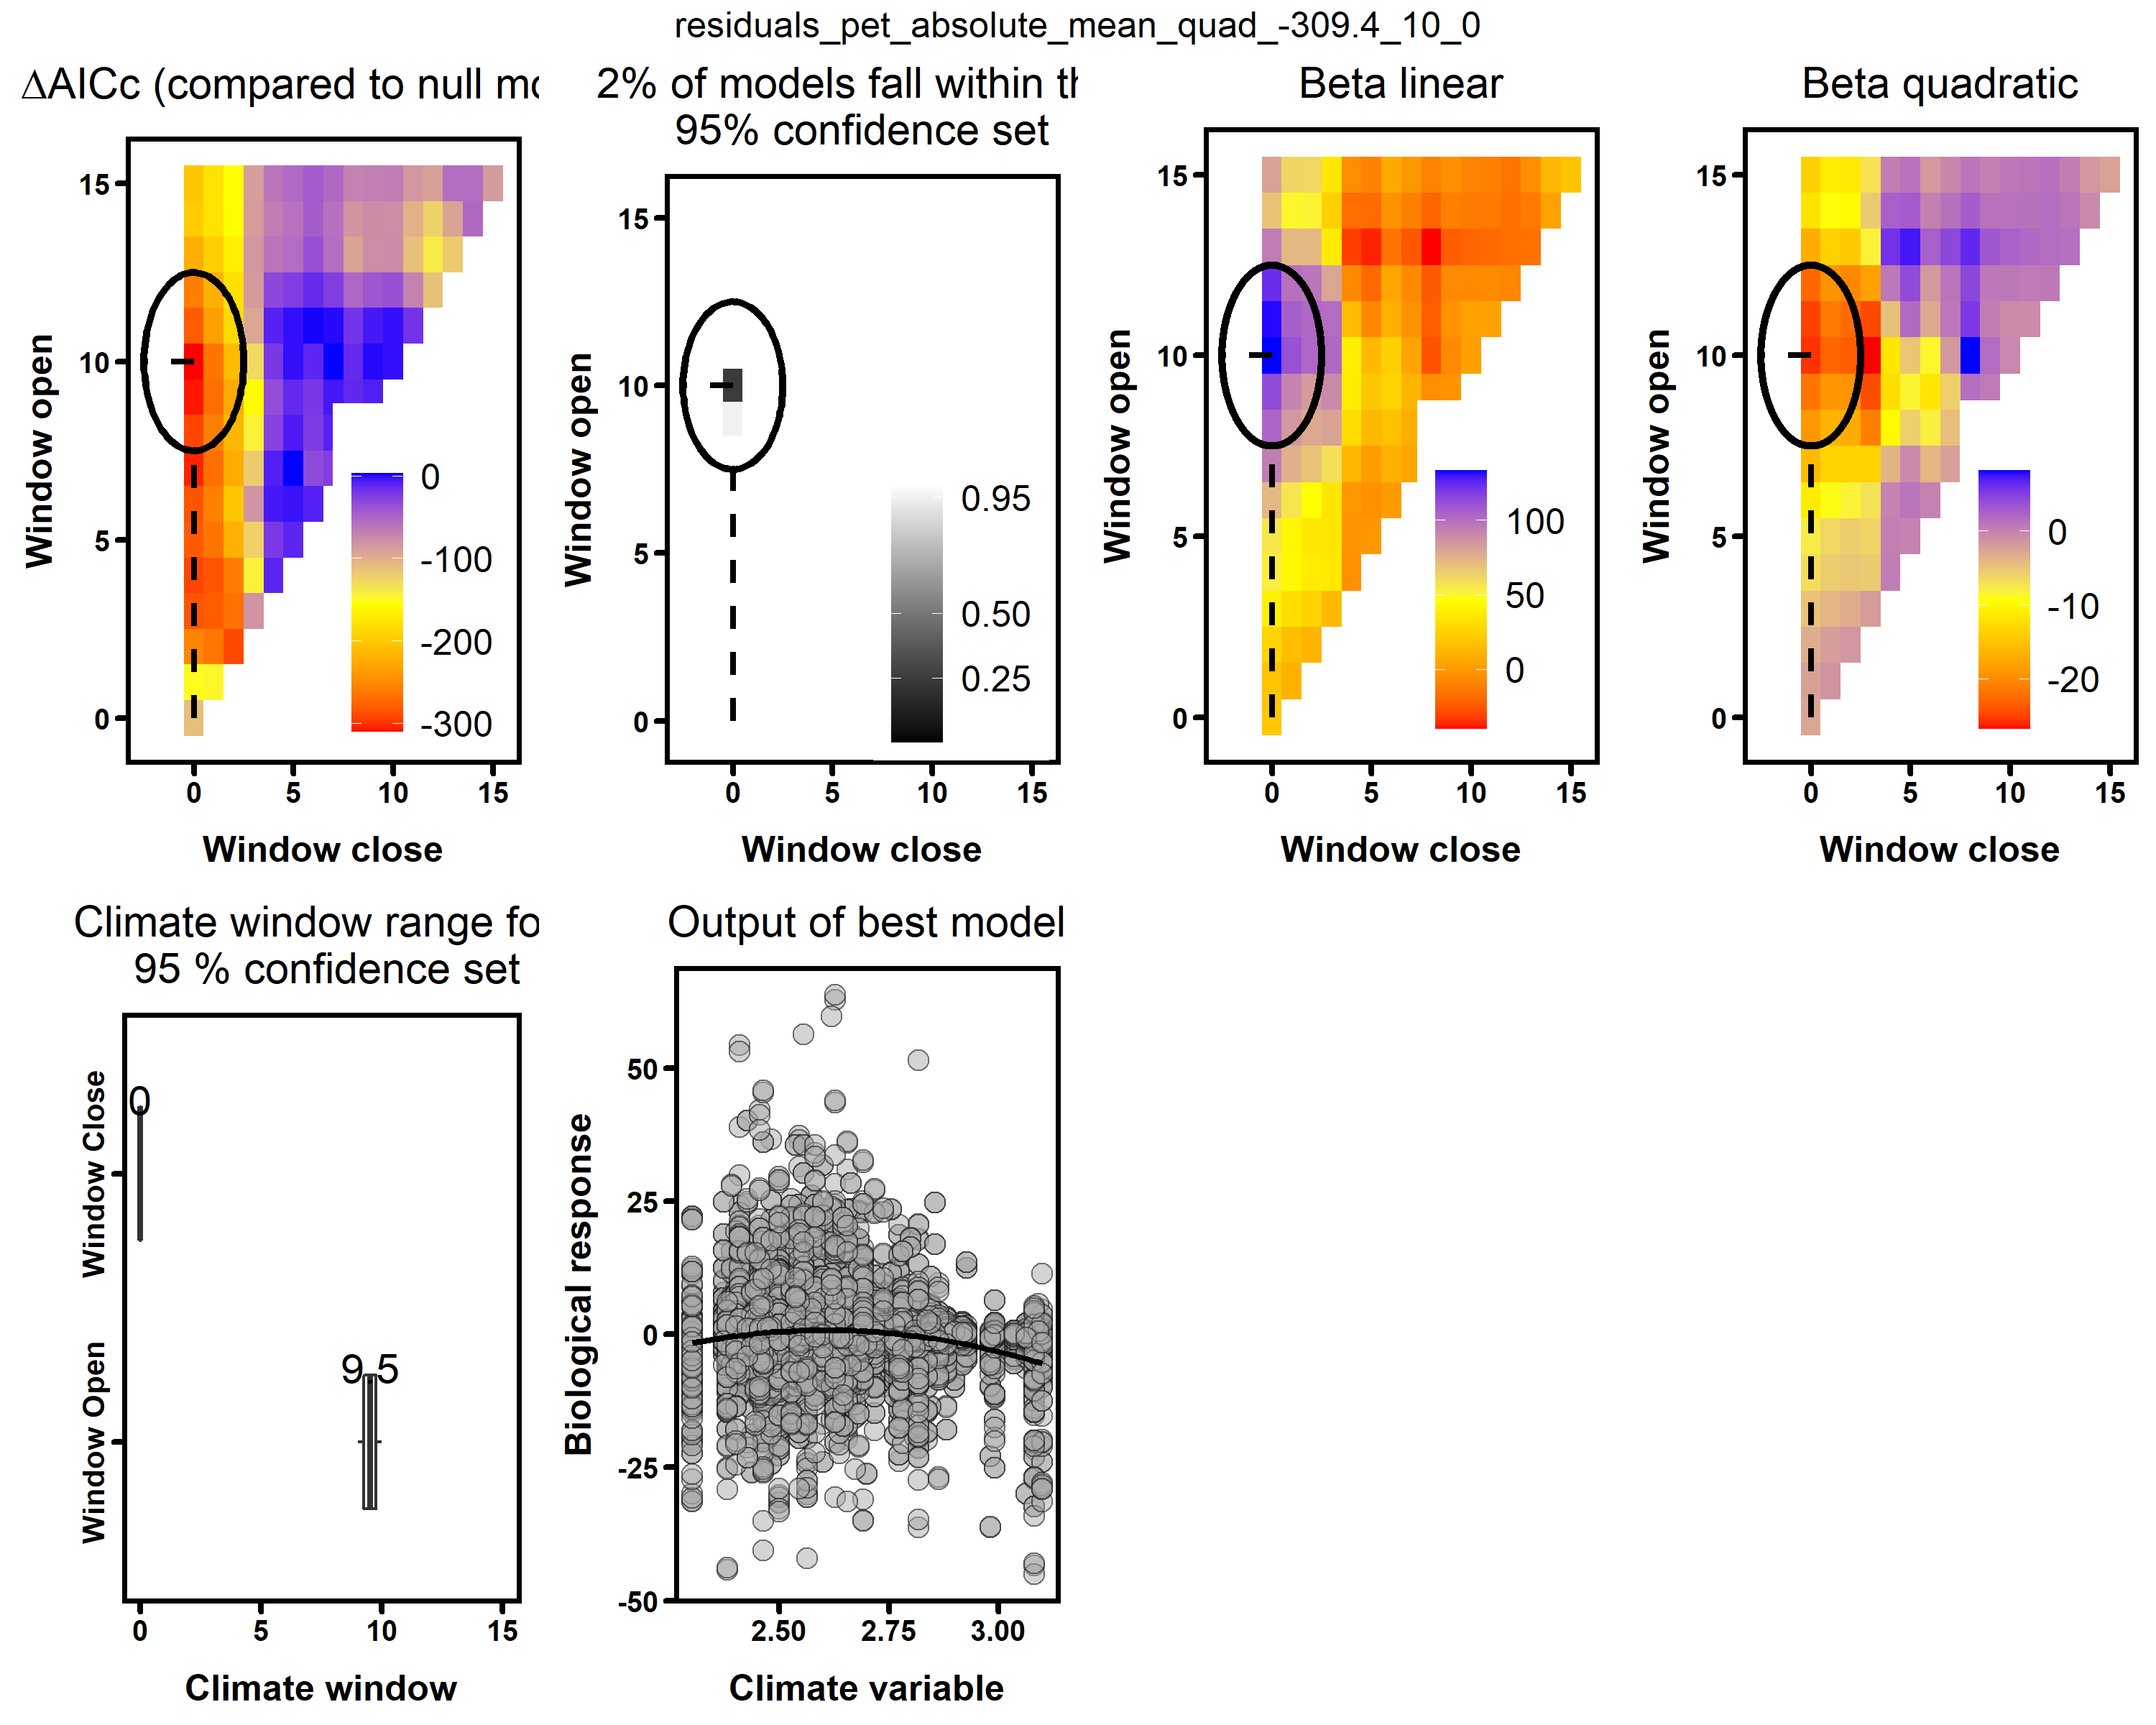 residuals_pet_absolute_mean_quad_-309.4_10_0
ΔAICc (compared to null mo
15
10
5
0
0
-100
-200
-300
0 5 10 15
Window open
Window close
2% of models fall within th
95% confidence set
15
10
5
0
0.95
0.50
0.25
0 5 10 15
Window open
Window close
Beta linear
15
10
5
0
100
50
0
0 5 10 15
Window open
Window close
Beta quadratic
15
10
5
0
0
-10
-20
0 5 10 15
Window open
Window close
Climate window range fo
95 % confidence set
Window Close
Window Open
0
9.5
0 5 10 15
Climate window
Output of best model
50
25
0
-25
-50
2.50 2.75 3.00
Biological response
Climate variable